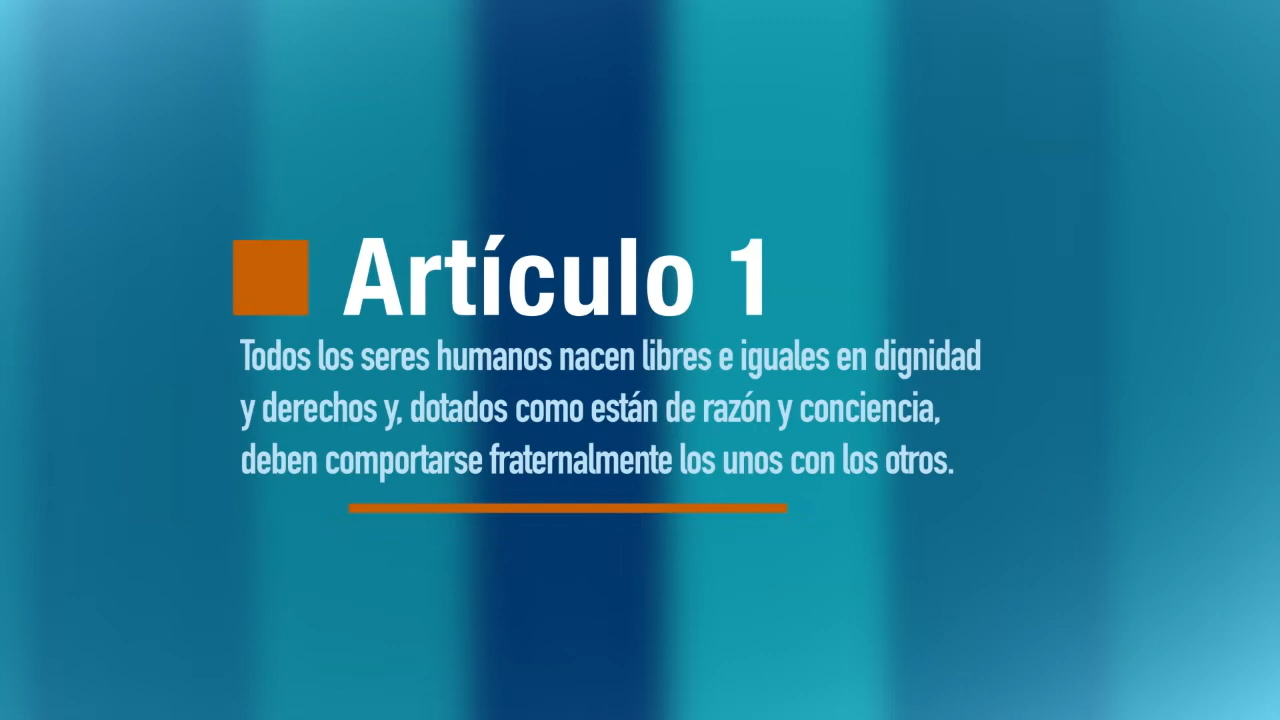 Artículo 1
Todos los seres humanos nacen libres e iguales en dignidad
y derechos y, dotados como están de razón y conciencia,
deben comportarse fraternalmente los unos con los otros.